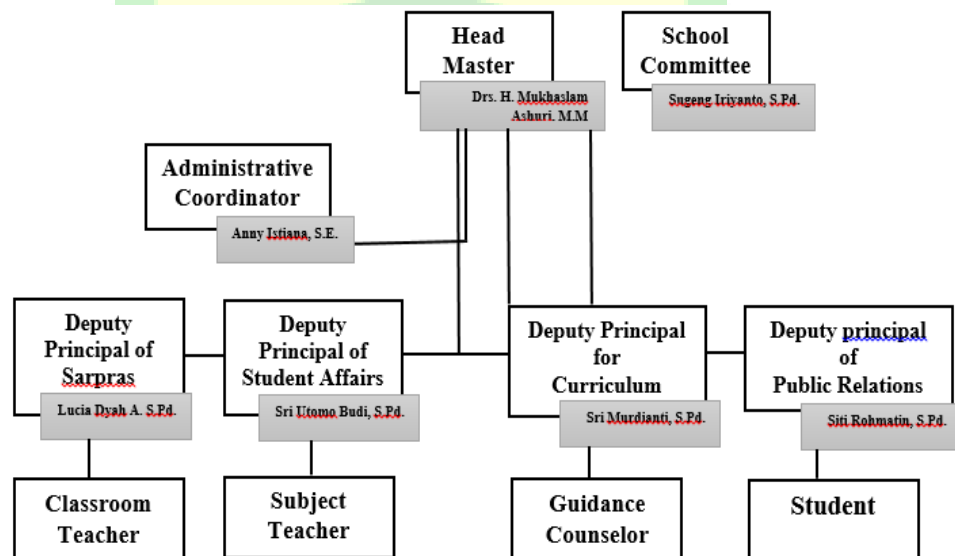 Head
Master
Drs. H. Mukhaslam
Ashuri. M.M
School
Committee
Sugeng Iriyanto, S.Pd.
Administrative
Coordinator
Anny Istiana, S.E.
Deputy
Principal of
Sarpras
Lucia Dyah A. S.Pd.
Deputy
Principal of
Student Affairs
Sri Utomo Budi, S.Pd.
Deputy Principal
for
Curriculum
Sri Murdianti, S.Pd.
Deputy principal
of
Public Relations
Siti Rohmatin, S.Pd.
Classroom
Teacher
Subject
Teacher
Guidance
Counselor
Student